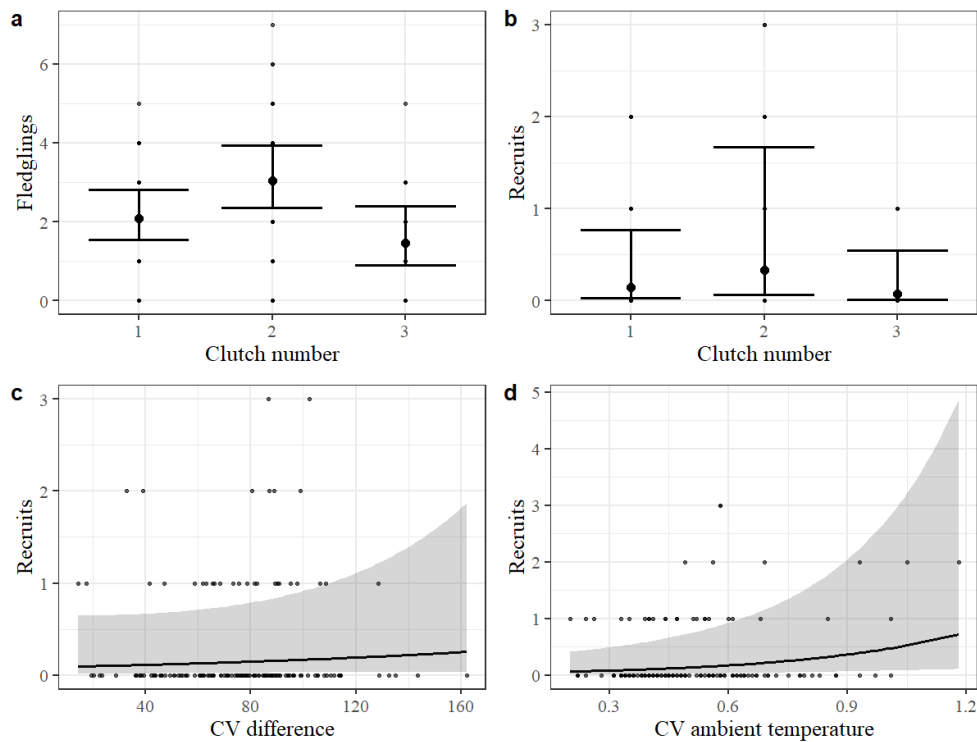 a
Fledglings
6
4
2
0
1 2 3
Clutch number
b
Recruits
3
2
1
0
1 2 3
Clutch number
c
Recruits
3
2
1
0
40 80 120 160
CV difference
d
Recruits
5
4
3
2
1
0
0.3 0.6 0.9 1.2
CV ambient temperature